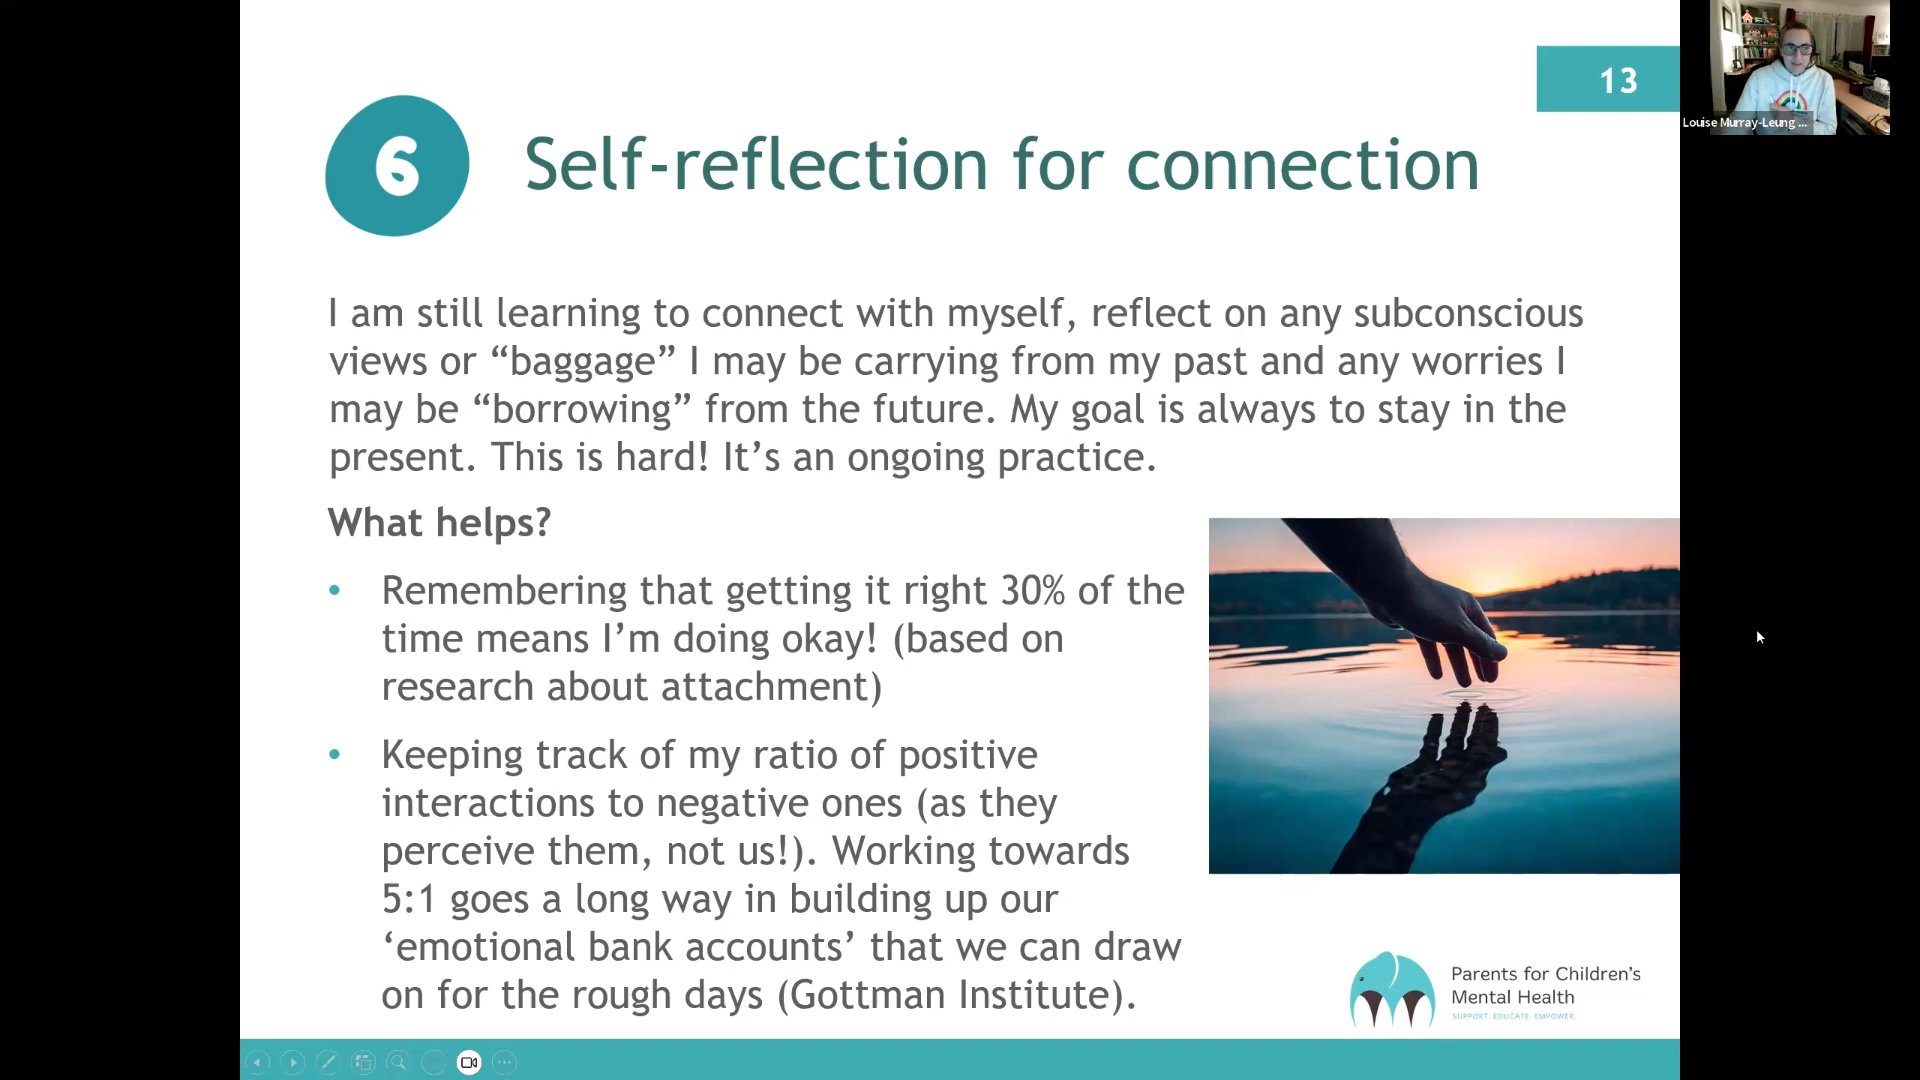 13
Louise Murray-Leung ...
6
Self-reflection for connection
I am still learning to connect with myself, reflect on any subconscious
views or “baggage” I may be carrying from my past and any worries I
may be “borrowing” from the future. My goal is always to stay in the
present. This is hard! It’s an ongoing practice.
What helps?
• Remembering that getting it right 30% of the
time means I’m doing okay! (based on
research about attachment)
• Keeping track of my ratio of positive
interactions to negative ones (as they
perceive them, not us!). Working towards
5:1 goes a long way in building up our
‘emotional bank accounts’ that we can draw
on for the rough days (Gottman Institute).
Parents for Children’s
Mental Health
SUPPORT. EDUCATE. EMPOWER.